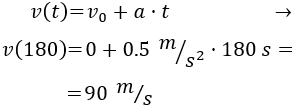 v(t)=v₀+a·t →
v(180)=0+0.5 m/s²·180 s=
=90 m/s